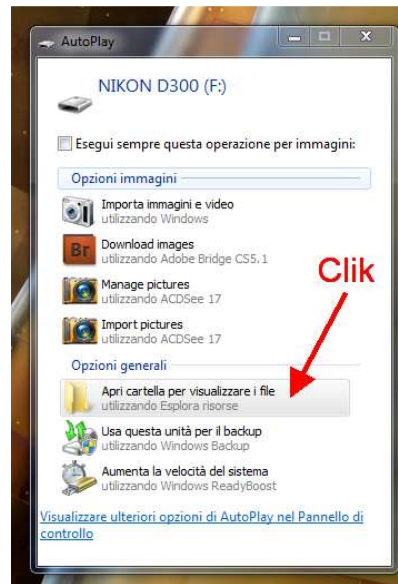 AutoPlay
NIKON D300 (F:)
Esegui sempre questa operazione per immagini:
Opzioni immagini
Importa immagini e video
utilizzando Windows
Br
Download images
utilizzando Adobe Bridge CS5.1
Clik
Manage pictures
utilizzando ACDSee 17
Import pictures
utilizzando ACDSee 17
Opzioni generali
Apri cartella per visualizzare i file
utilizzando Esplora risorse
Usa questa unità per il backup
utilizzando Windows Backup
Aumenta la velocità del sistema
utilizzando Windows ReadyBoost
Visualizzare ulteriori opzioni di AutoPlay nel Pannello di
controllo